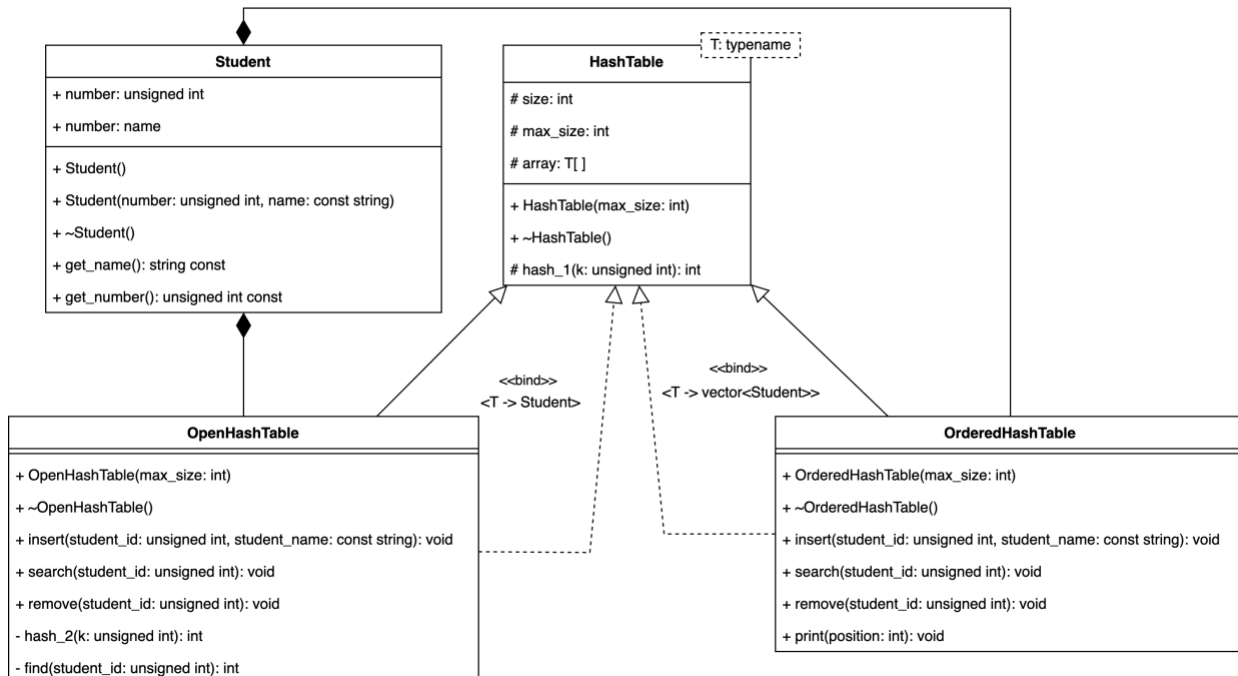 Student
+ number: unsigned int
+ number: name
+ Student()
+ Student(number: unsigned int, name: const string)
+ ~Student()
+ get_name(): string const
+ get_number(): unsigned int const
T: typename
HashTable
# size: int
# max_size: int
# array: T[ ]
+ HashTable(max_size: int)
+ ~HashTable()
# hash_1(k: unsigned int): int
<<bind>>
<T -> Student>
<<bind>>
<T -> vector<Student>>
OpenHashTable
+ OpenHashTable(max_size: int)
+ ~OpenHashTable()
+ insert(student_id: unsigned int, student_name: const string): void
+ search(student_id: unsigned int): void
+ remove(student_id: unsigned int): void
- hash_2(k: unsigned int): int
- find(student_id: unsigned int): int
OrderedHashTable
+ OrderedHashTable(max_size: int)
+ ~OrderedHashTable()
+ insert(student_id: unsigned int, student_name: const string): void
+ search(student_id: unsigned int): void
+ remove(student_id: unsigned int): void
+ print(position: int): void